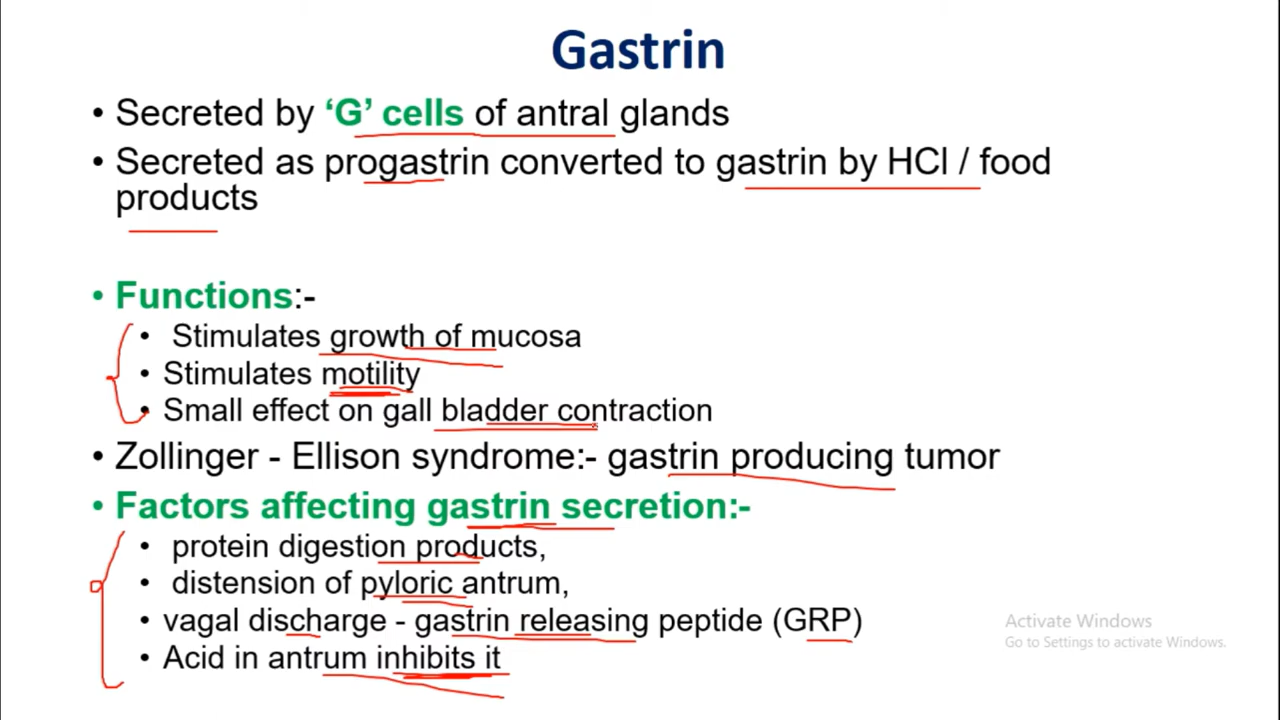 Gastrin
• Secreted by ‘G’ cells of antral glands
• Secreted as progastrin converted to gastrin by HCl / food
products
• Functions:-
• Stimulates growth of mucosa
• Stimulates motility
• Small effect on gall bladder contraction
• Zollinger - Ellison syndrome:- gastrin producing tumor
• Factors affecting gastrin secretion:-
• protein digestion products,
• distension of pyloric antrum,
• vagal discharge - gastrin releasing peptide (GRP)
• Acid in antrum inhibits it
Activate Windows
Go to Settings to activate Windows.